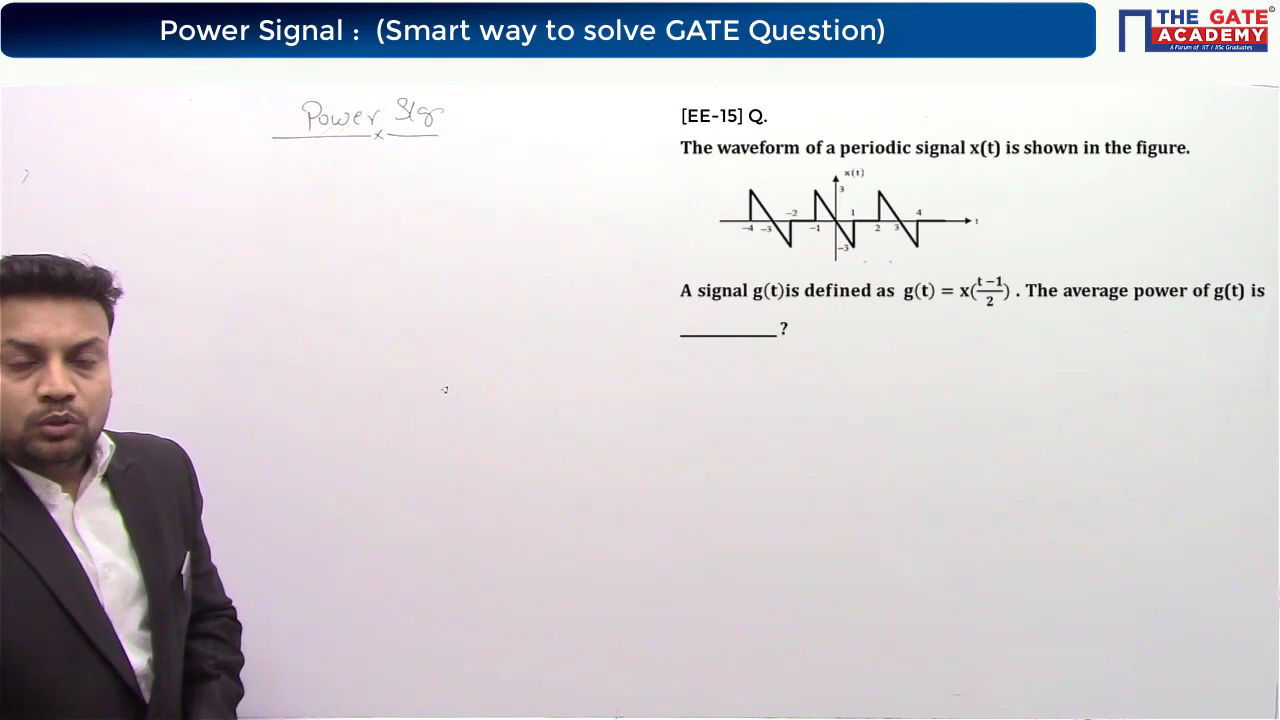 Power Signal : (Smart way to solve GATE Question)
THE GATE
ACADEMY
©
A Forum of IIT / IISc Graduates
Power Sig
[EE-15] Q.
The waveform of a periodic signal x(t) is shown in the figure.
x(t)
3
-2 1 4
-4 -3 -1 2 3 t
-3
A signal g(t)is defined as g(t) = x(t−1/2) . The average power of g(t) is
__________?